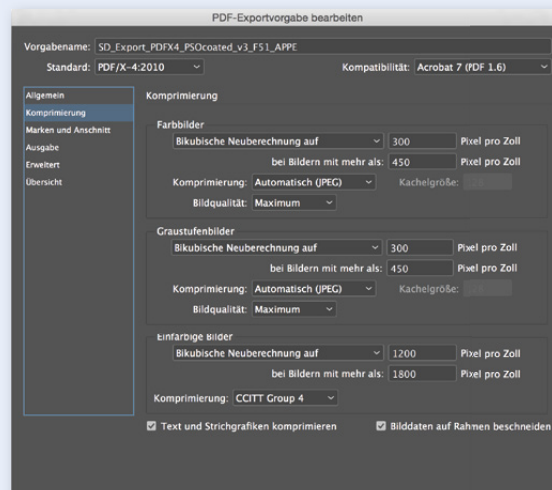 PDF-Exportvorgabe bearbeiten
Vorgabename: SD_Export_PDFX4_PSOcoated_v3_F51_APPE
Standard: PDF/X-4:2010 Kompatibilität: Acrobat 7 (PDF 1.6)
Allgemein
Komprimierung
Marken und Anschnitt
Ausgabe
Erweitert
Übersicht
Komprimierung
Farbbilder
Bikubische Neuberechnung auf 300 Pixel pro Zoll
bei Bildern mit mehr als: 450 Pixel pro Zoll
Komprimierung: Automatisch (JPEG) Kachelgröße:
Bildqualität: Maximum
Graustufenbilder
Bikubische Neuberechnung auf 300 Pixel pro Zoll
bei Bildern mit mehr als: 450 Pixel pro Zoll
Komprimierung: Automatisch (JPEG) Kachelgröße:
Bildqualität: Maximum
Einfarbige Bilder
Bikubische Neuberechnung auf 1200 Pixel pro Zoll
bei Bildern mit mehr als: 1800 Pixel pro Zoll
Komprimierung: CCITT Group 4
Text und Strichgrafiken komprimieren Bilddaten auf Rahmen beschneiden